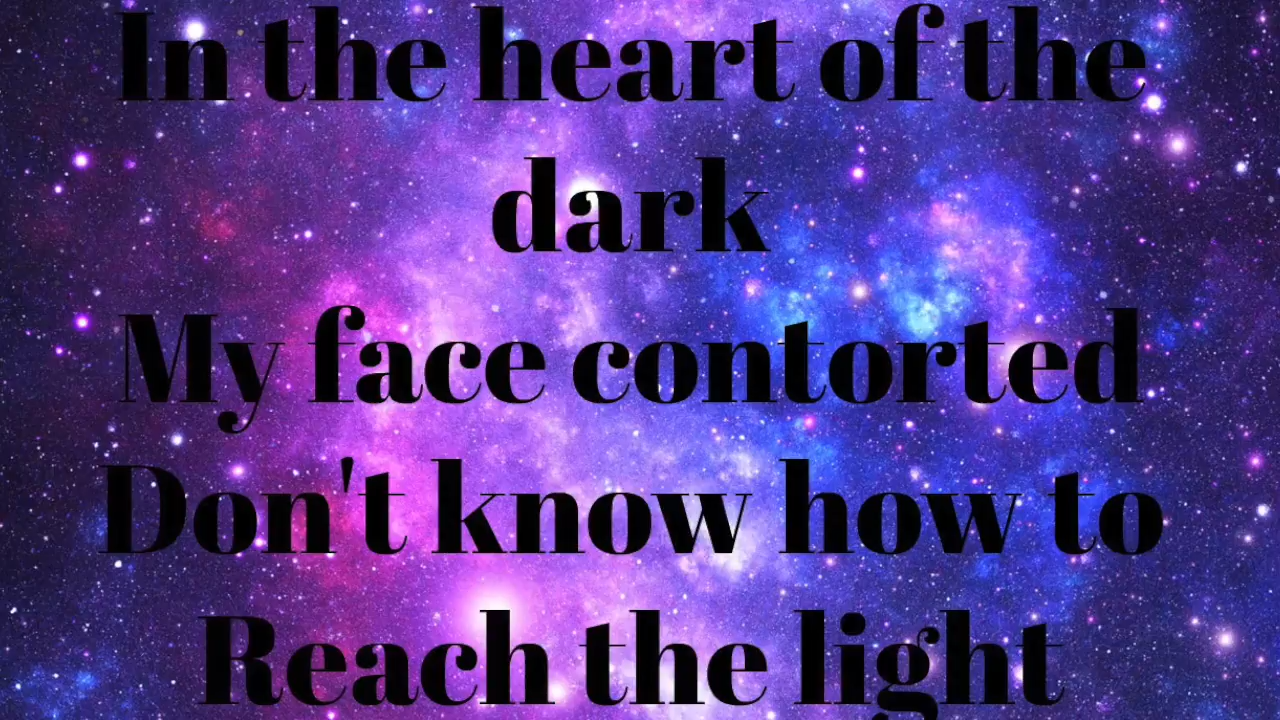 In the heart of the
dark
My face contorted
Don't know how to
Reach the light